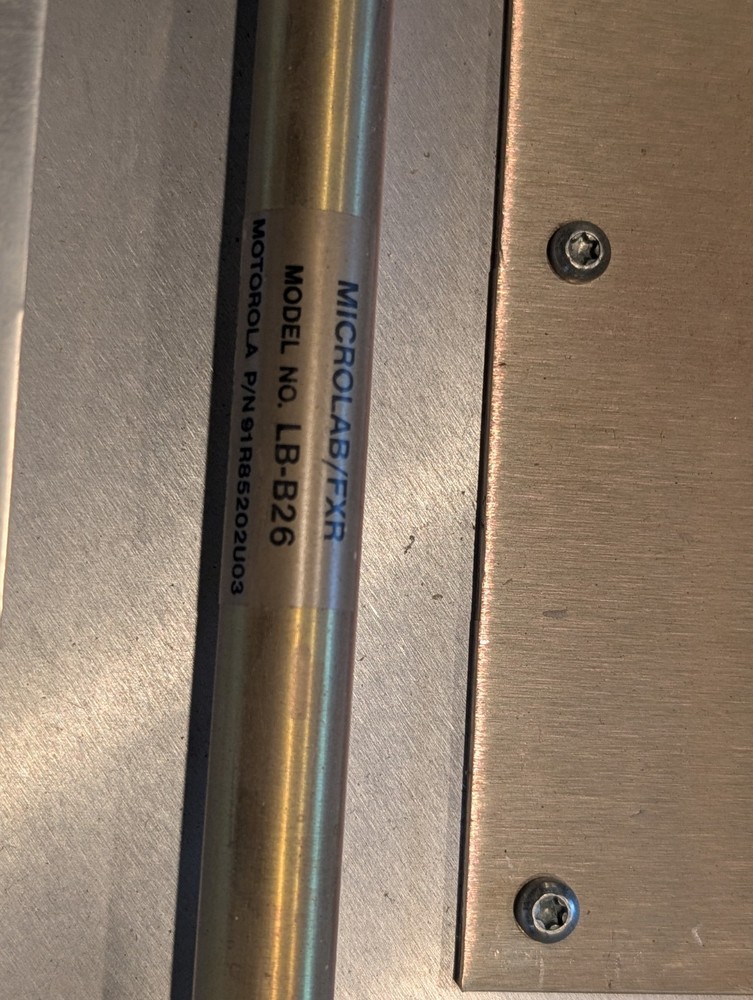 MICROLAB/FXR
MODEL NO. LB-B26
MOTOROLA P/N 91R85202U03